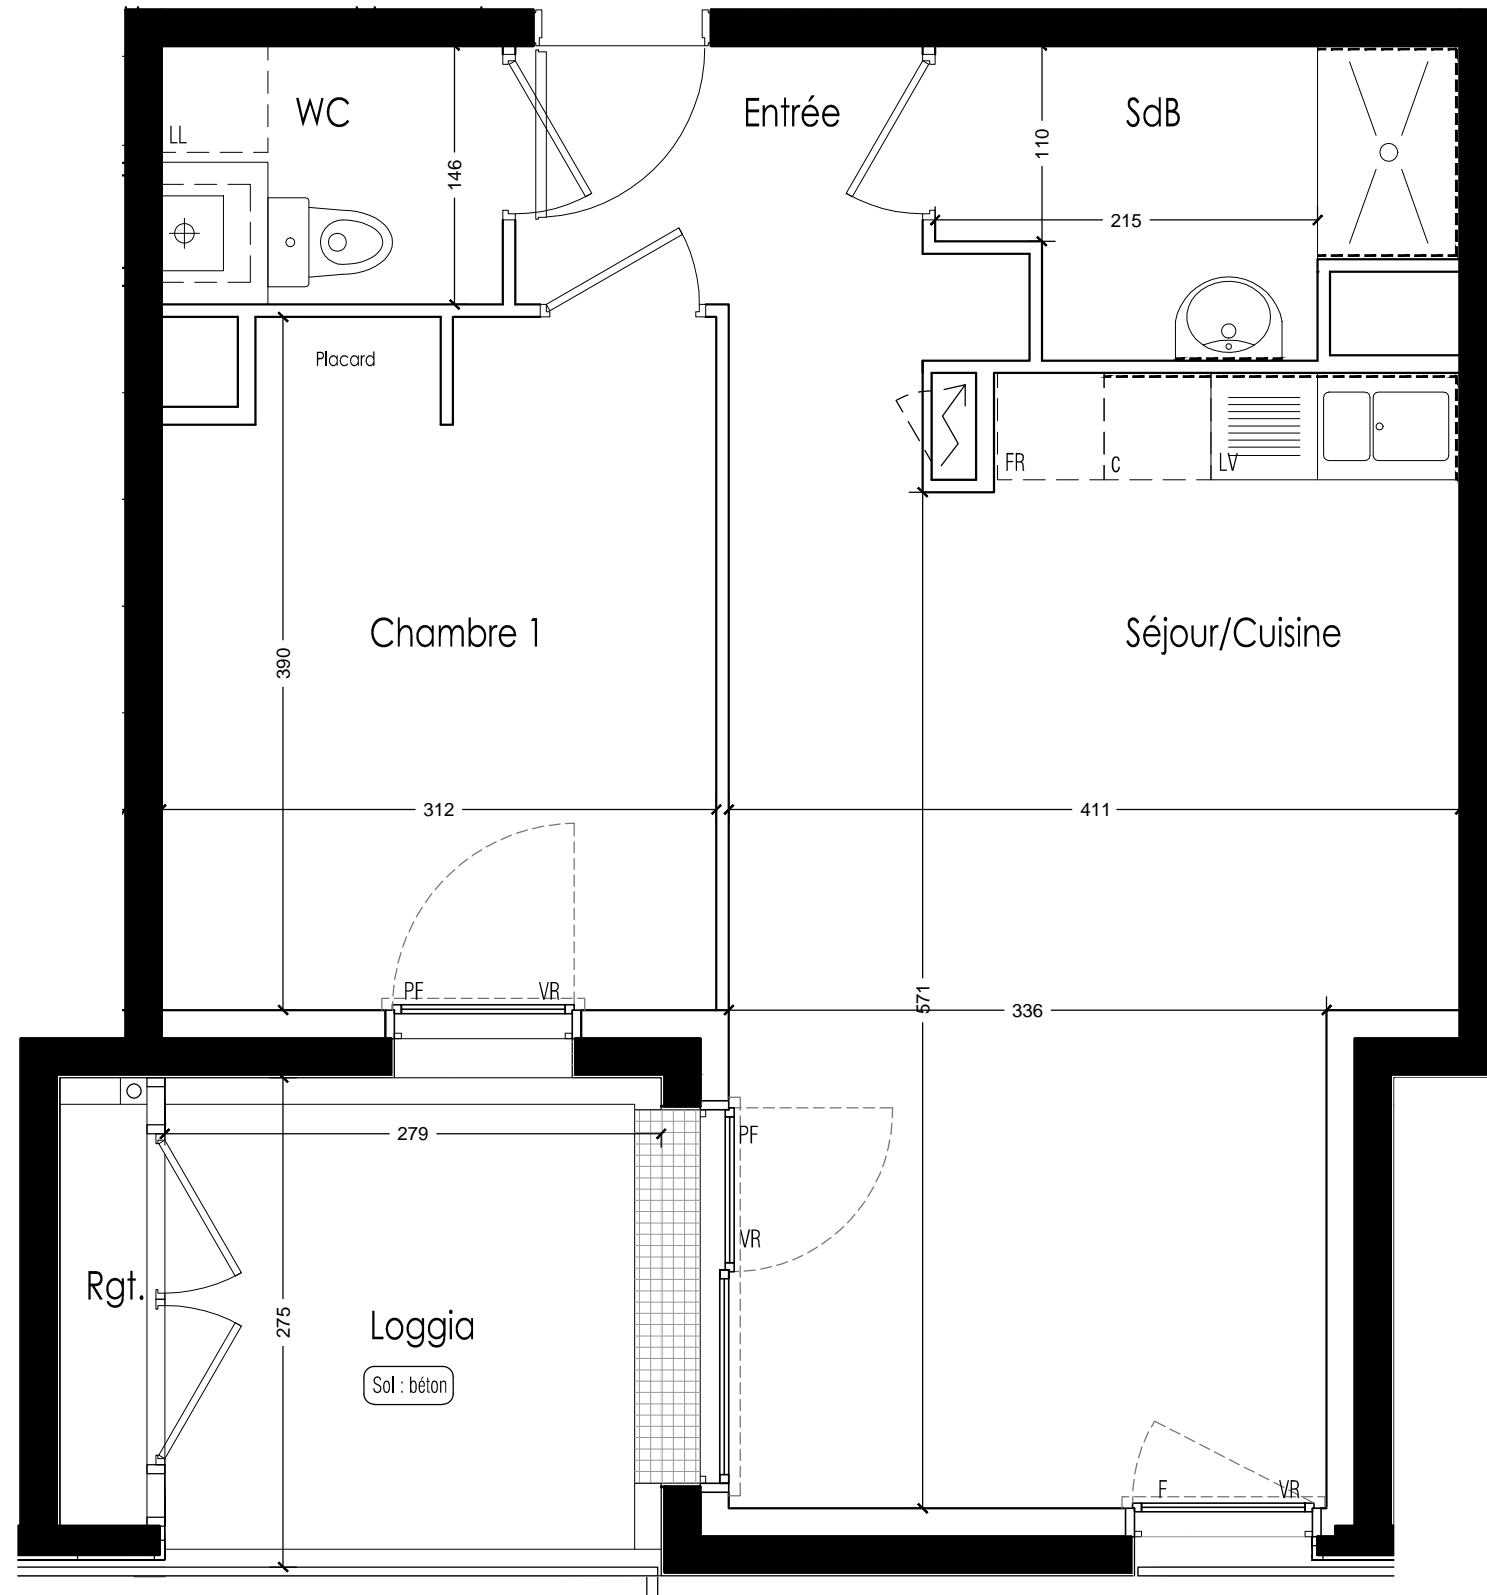 WC
Entrée
SdB
LL
146
110
215
Placard
FR
C
LV
Chambre 1
Séjour/Cuisine
390
312
411
PF
VR
571
336
279
PF
VR
Rgt.
275
Loggia
Sol : béton
F
VR